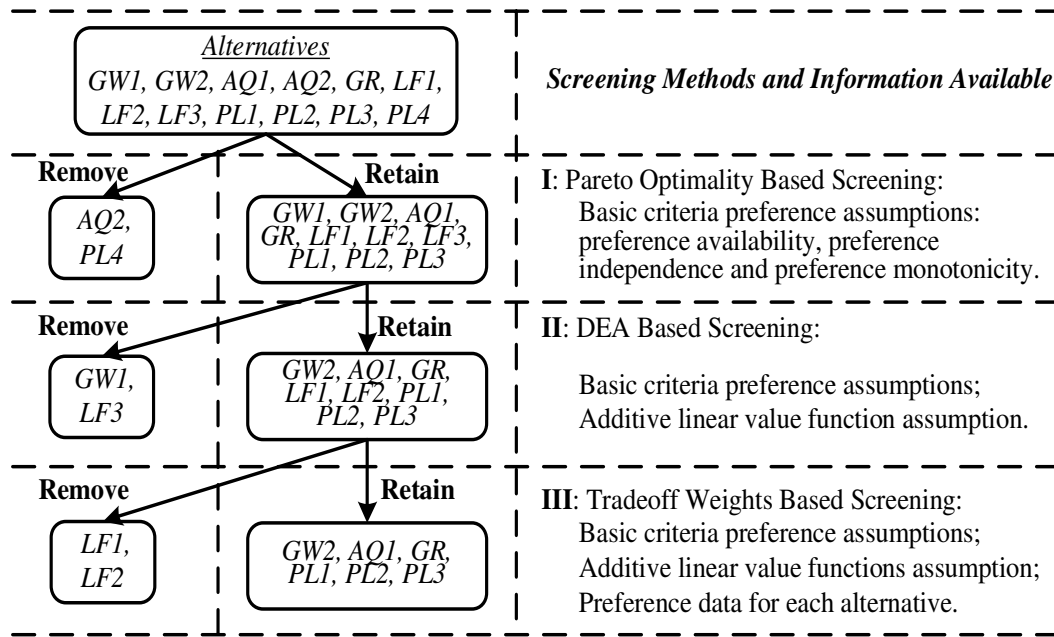 Alternatives
GW1, GW2, AQ1, AQ2, GR, LF1,
LF2, LF3, PL1, PL2, PL3, PL4
Screening Methods and Information Available
Remove
Retain
AQ2,
PL4
GW1, GW2, AQ1,
GR, LF1, LF2, LF3,
PL1, PL2, PL3
I: Pareto Optimality Based Screening:
Basic criteria preference assumptions:
preference availability, preference
independence and preference monotonicity.
Remove
Retain
GW1,
LF3
GW2, AQ1, GR,
LF1, LF2, PL1,
PL2, PL3
II: DEA Based Screening:
Basic criteria preference assumptions;
Additive linear value function assumption.
Remove
Retain
LF1,
LF2
GW2, AQ1, GR,
PL1, PL2, PL3
III: Tradeoff Weights Based Screening:
Basic criteria preference assumptions;
Additive linear value functions assumption;
Preference data for each alternative.